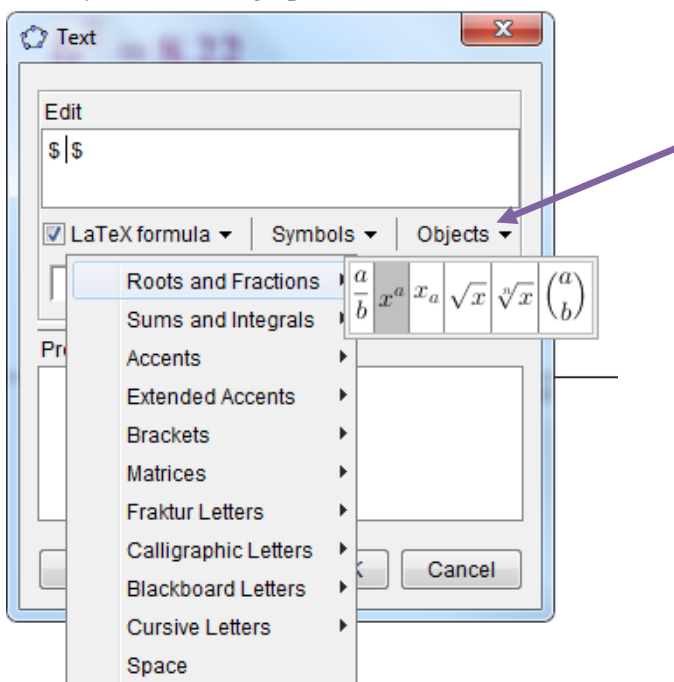 Text
Edit
$ $
LaTeX formula Symbols Objects
Roots and Fractions
a/b x^a x_a √x ⁿ√x (a b)
Sums and Integrals
Accents
Extended Accents
Brackets
Matrices
Fraktur Letters
Calligraphic Letters
Cancel
Blackboard Letters
Cursive Letters
Space